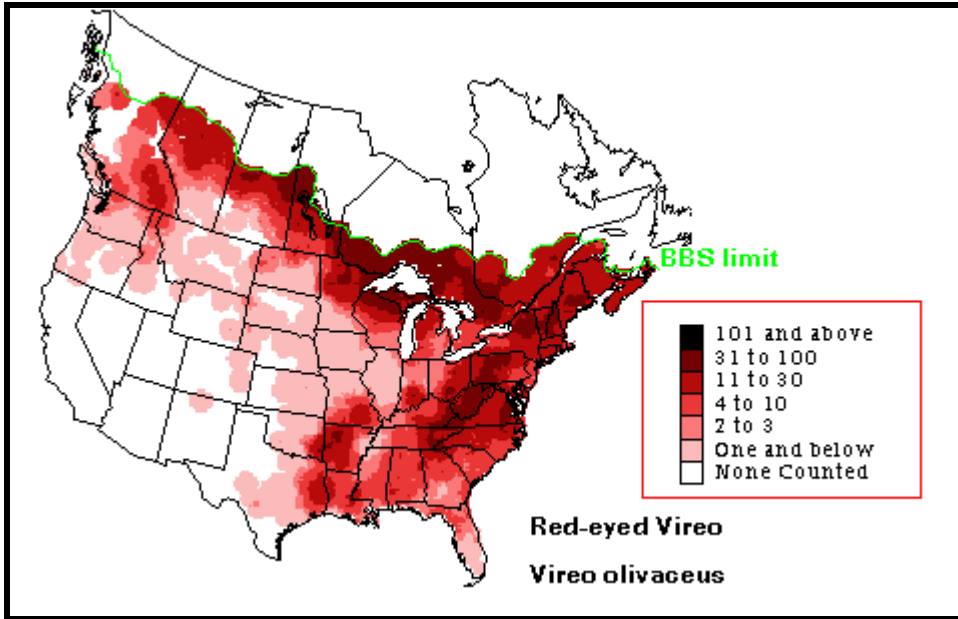 BBS limit
101 and above
31 to 100
11 to 30
4 to 10
2 to 3
One and below
None Counted
Red-eyed Vireo
Vireo olivaceus